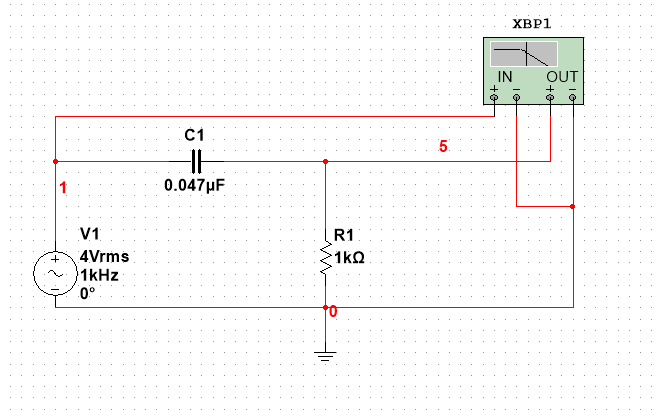 XBP1
IN OUT
+ − + −
C1
5
0.047µF
1
V1
4Vrms
1kHz
0°
R1
1kΩ
0